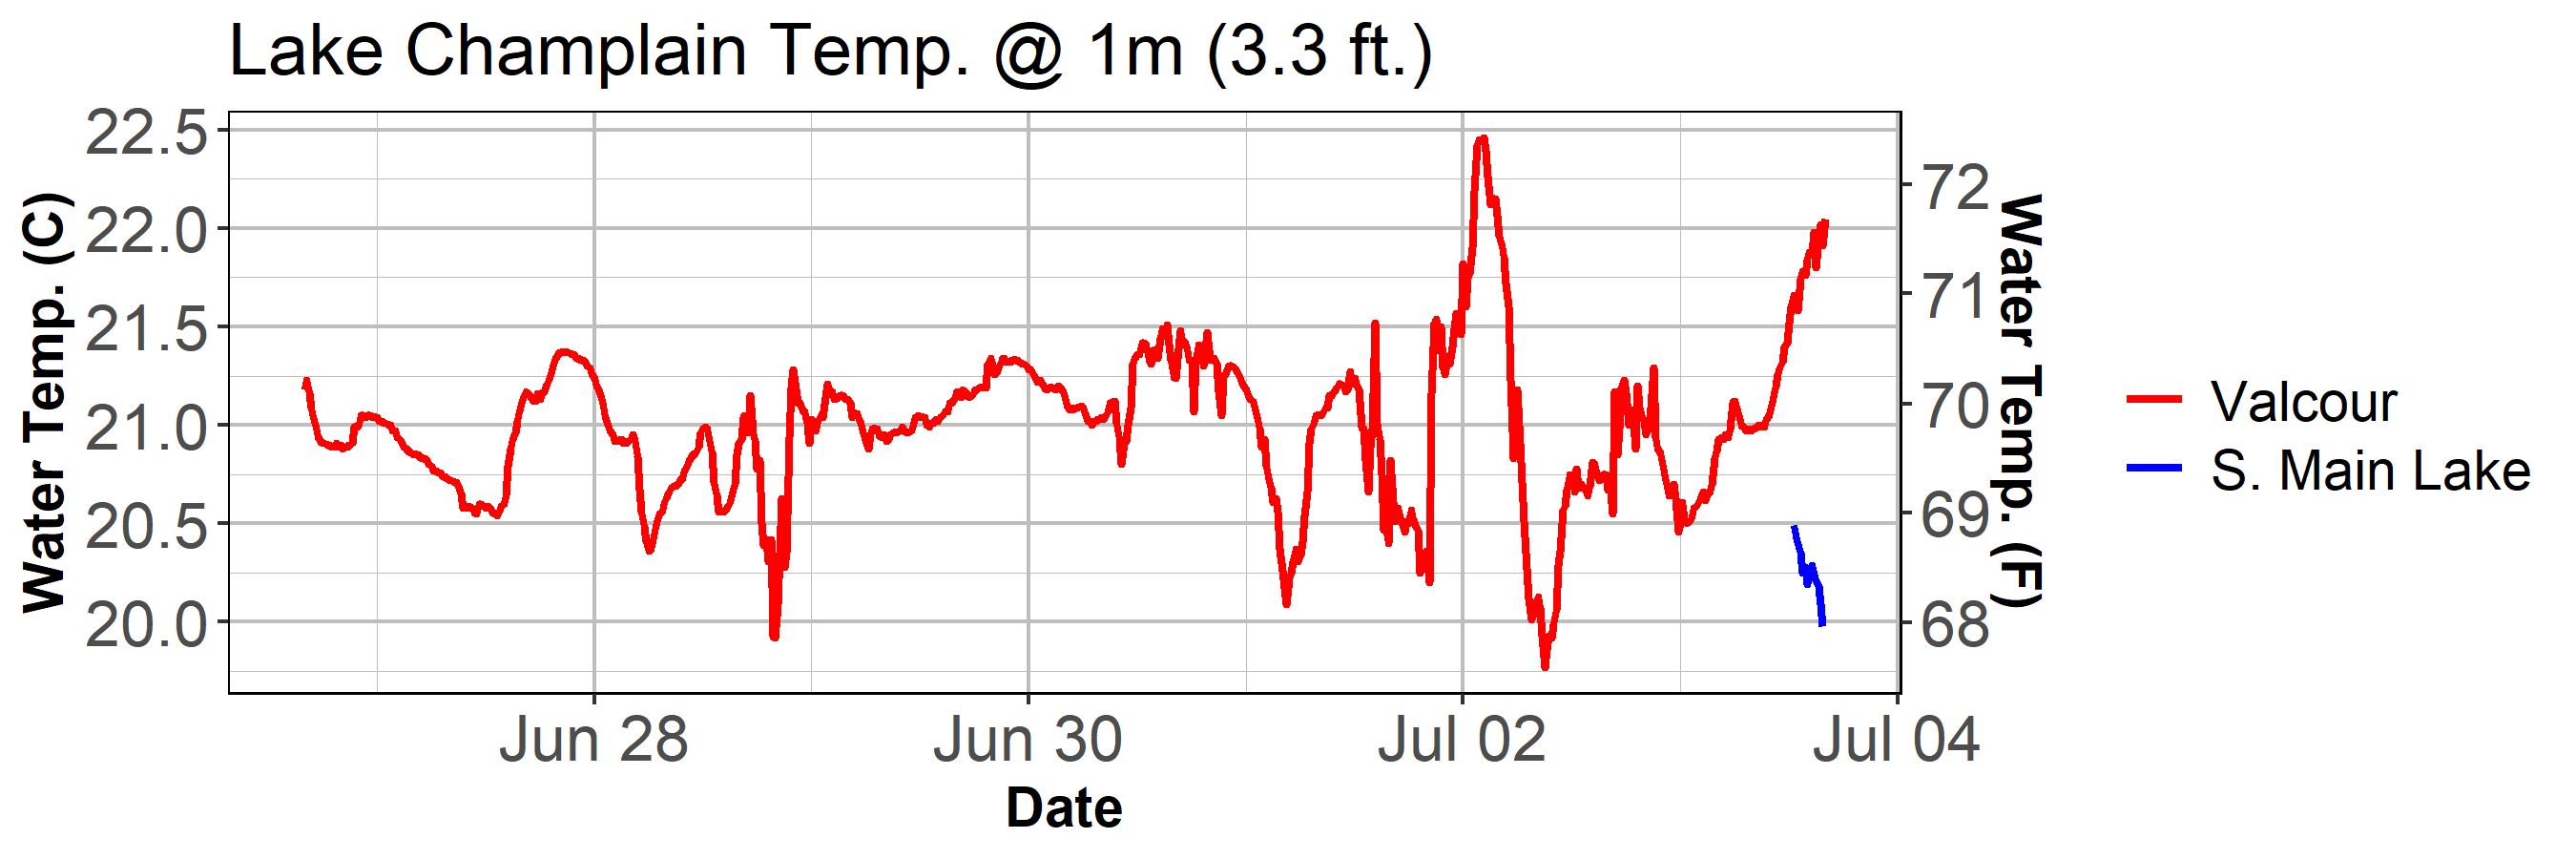 Lake Champlain Temp. @ 1m (3.3 ft.)
Water Temp. (C)
22.5
22.0
21.5
21.0
20.5
20.0
72
71
70
69
68
Water Temp. (F)
Jun 28
Jun 30
Jul 02
Jul 04
Date
Valcour
S. Main Lake